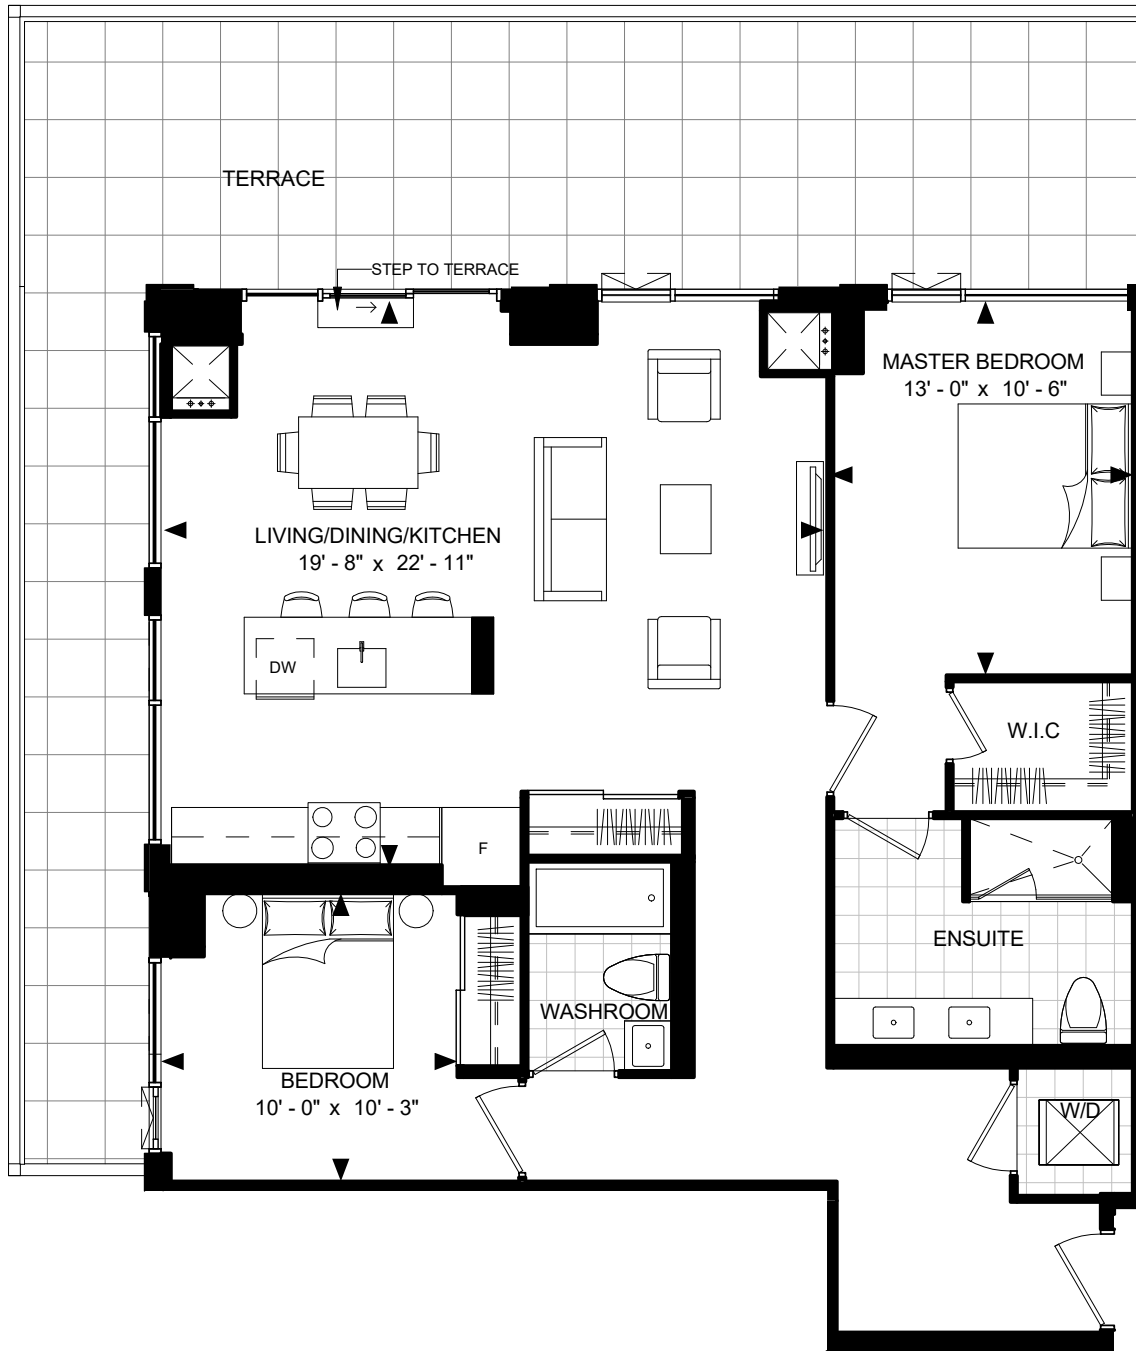 TERRACE
STEP TO TERRACE
MASTER BEDROOM
13' - 0" x 10' - 6"
LIVING/DINING/KITCHEN
19' - 8" x 22' - 11"
DW
W.I.C
F
ENSUITE
WASHROOM
BEDROOM
10' - 0" x 10' - 3"
W/D